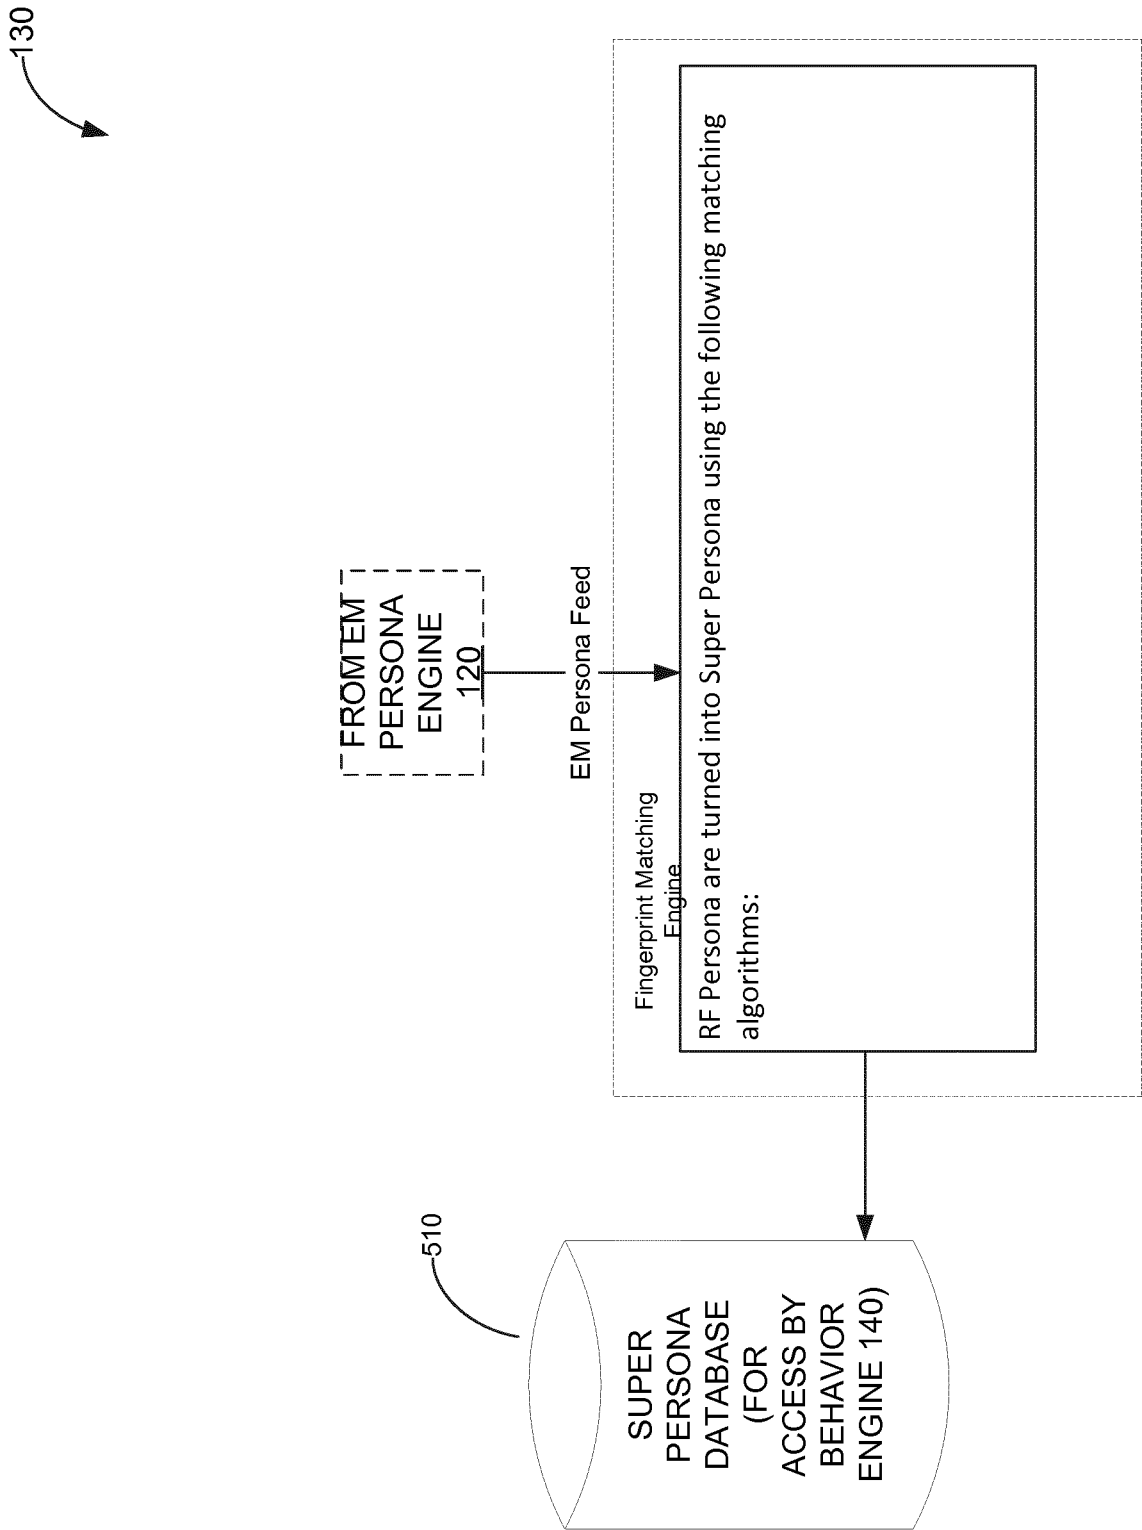 130
FROM EM
PERSONA
ENGINE
120
EM Persona Feed
Fingerprint Matching
Engine
RF Persona are turned into Super Persona using the following matching
algorithms:
510
SUPER
PERSONA
DATABASE
(FOR
ACCESS BY
BEHAVIOR
ENGINE 140)